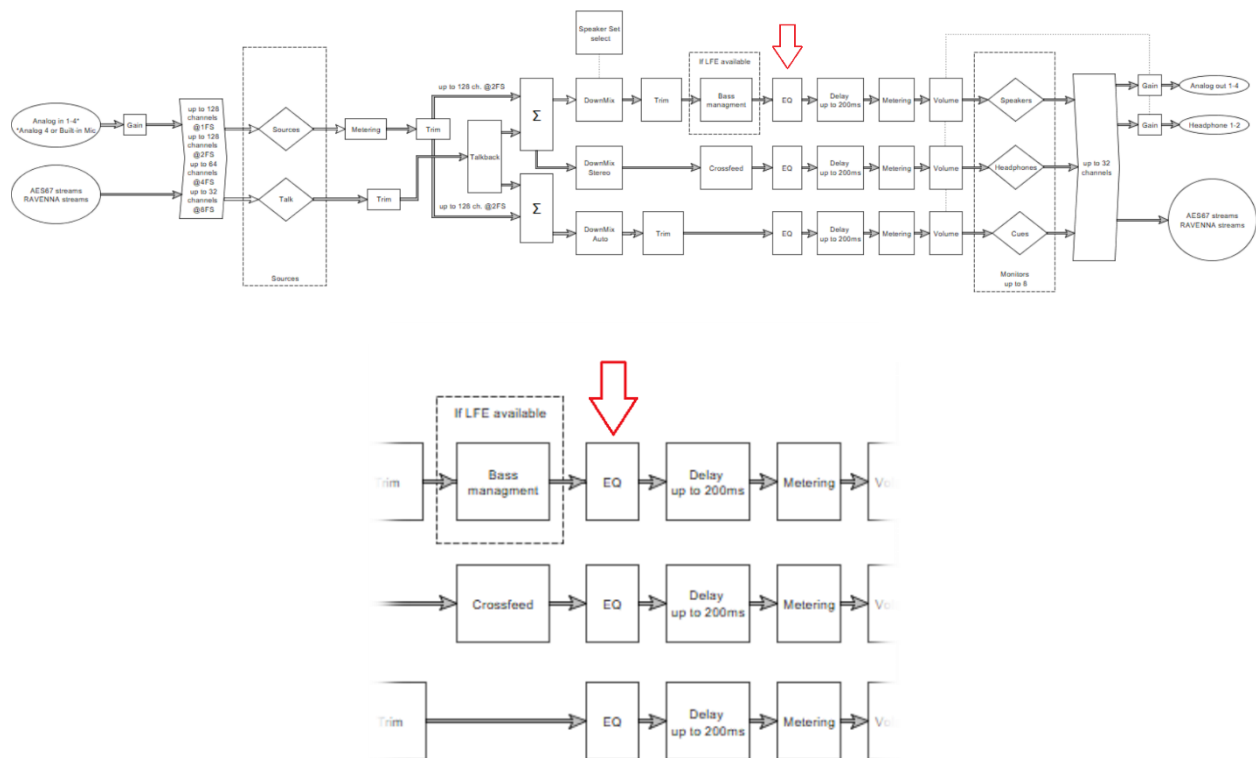 Speaker Set
select
If LFE available
up to 128 ch. @2FS
Analog in 1-4*
*Analog 4 or Built-in Mic
Gain
up to 128
channels
@1FS
up to 128
channels
@2FS
up to 64
channels
@4FS
up to 32
channels
@8FS
Sources
Metering
Trim
Σ
DownMix
Trim
Bass
managment
EQ
Delay
up to 200ms
Metering
Volume
Speakers
Gain
Analog out 1-4
Gain
Headphone 1-2
Talkback
DownMix
Stereo
Crossfeed
EQ
Delay
up to 200ms
Metering
Volume
Headphones
up to 32
channels
AES67 streams
RAVENNA streams
Talk
Trim
up to 128 ch. @2FS
Σ
DownMix
Auto
Trim
EQ
Delay
up to 200ms
Metering
Volume
Cues
AES67 streams
RAVENNA streams
Sources
Monitors
up to 8
If LFE available
Trim
Bass
managment
EQ
Delay
up to 200ms
Metering
Vo
Crossfeed
EQ
Delay
up to 200ms
Metering
Vo
Trim
EQ
Delay
up to 200ms
Metering
Vo